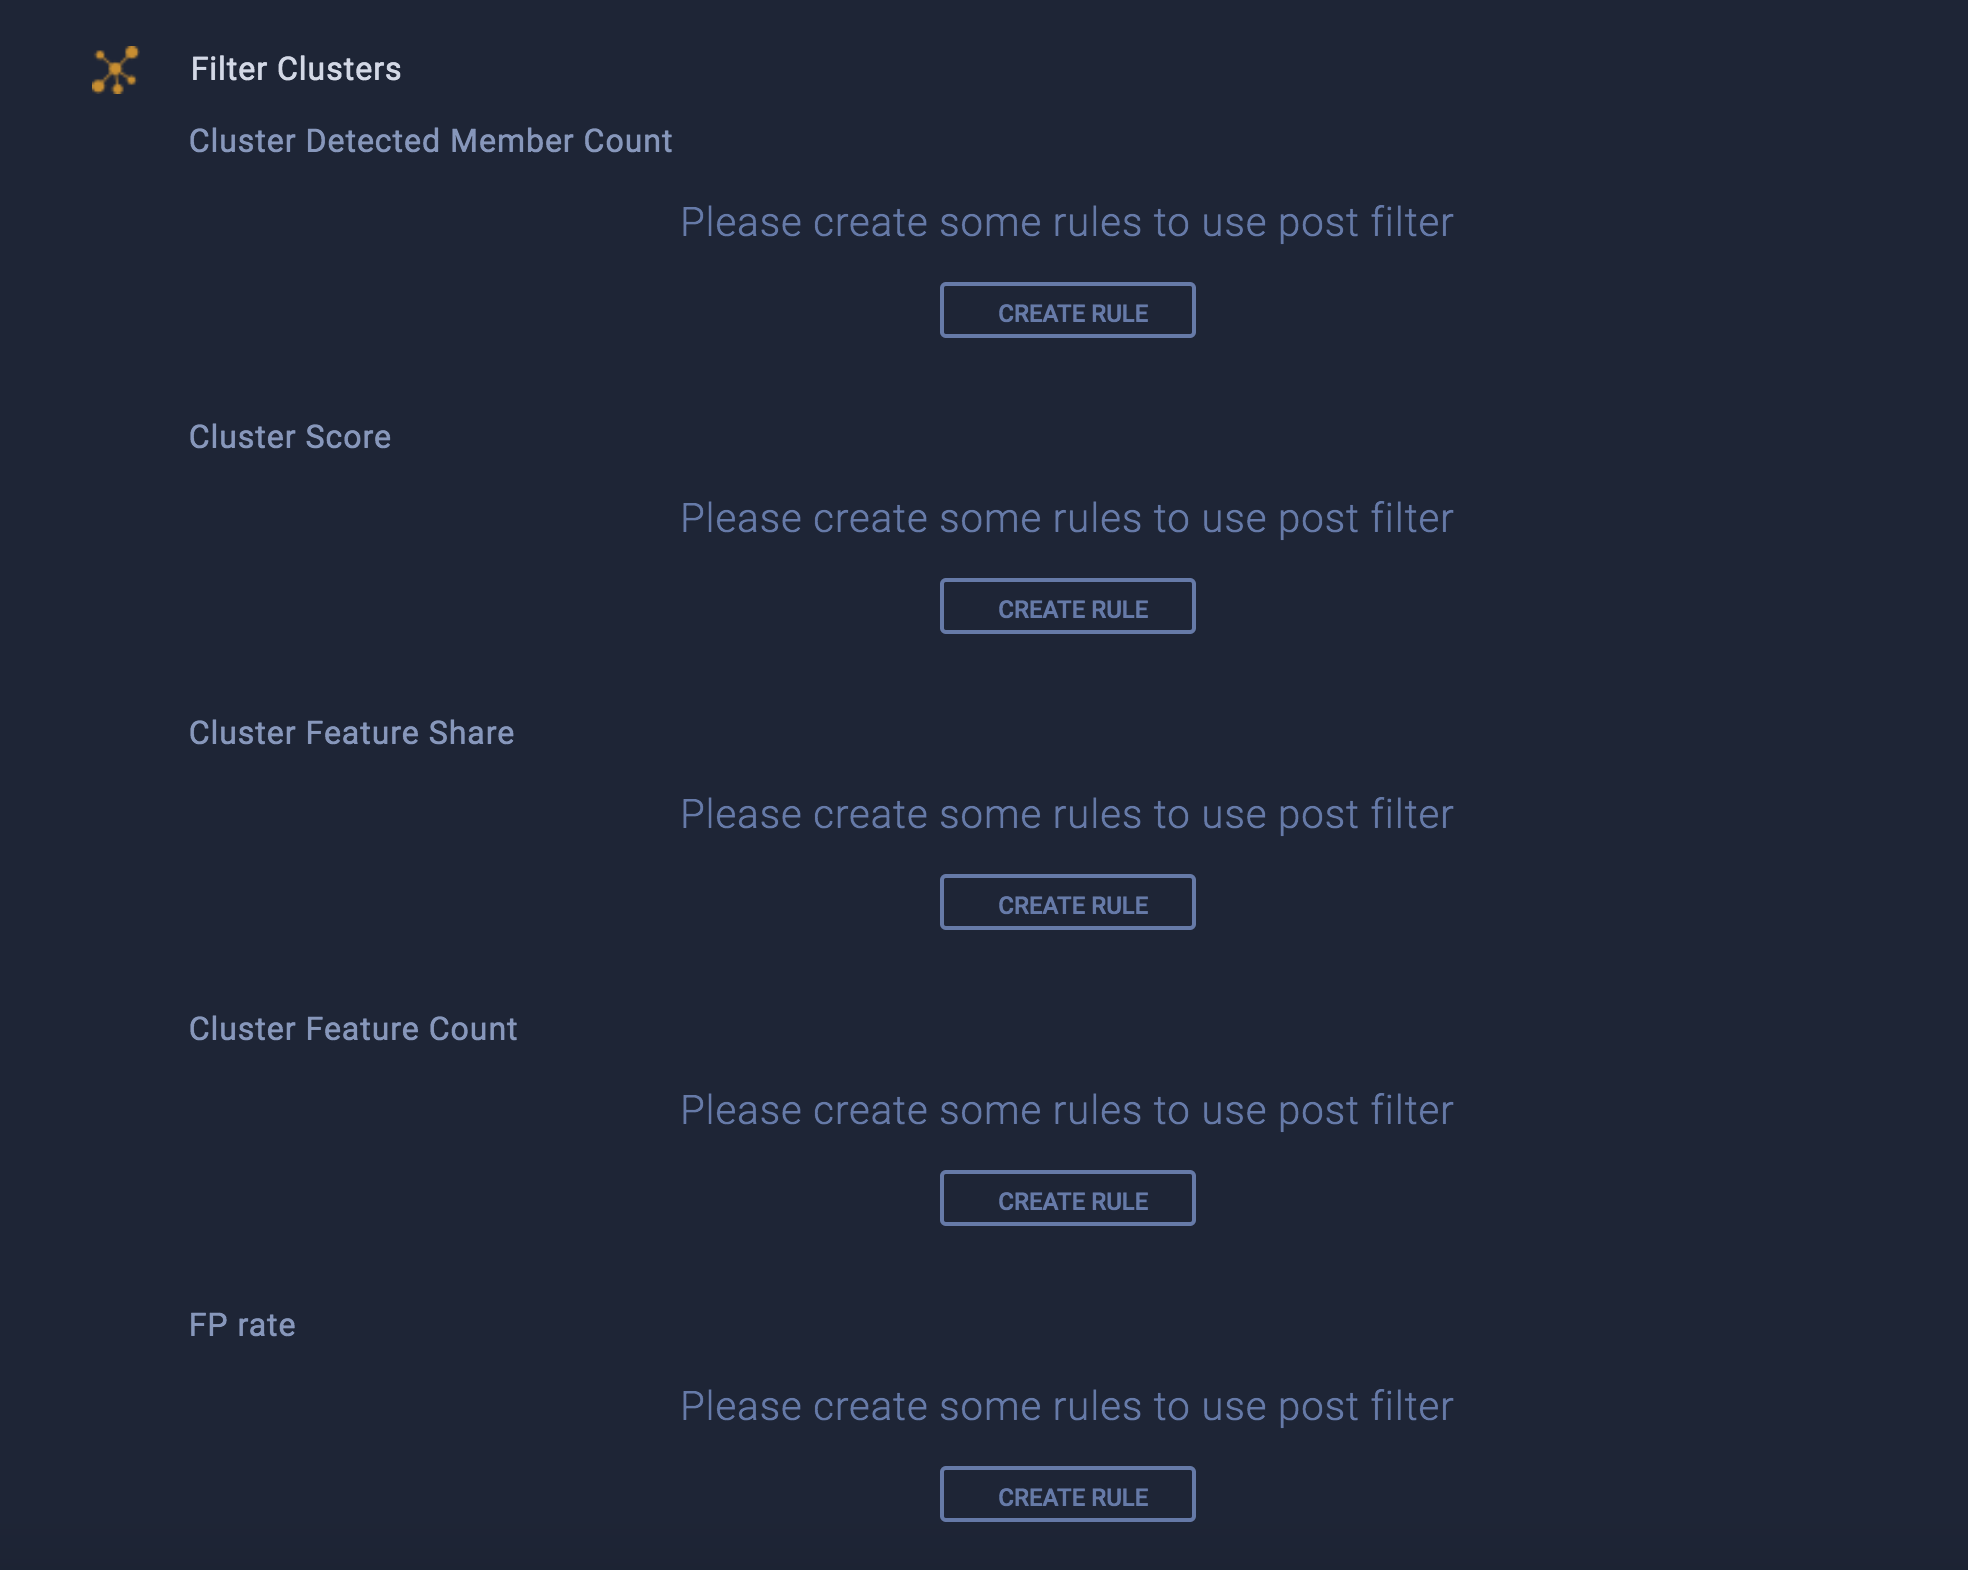 Filter Clusters
Cluster Detected Member Count
Please create some rules to use post filter
CREATE RULE
Cluster Score
Please create some rules to use post filter
CREATE RULE
Cluster Feature Share
Please create some rules to use post filter
CREATE RULE
Cluster Feature Count
Please create some rules to use post filter
CREATE RULE
FP rate
Please create some rules to use post filter
CREATE RULE